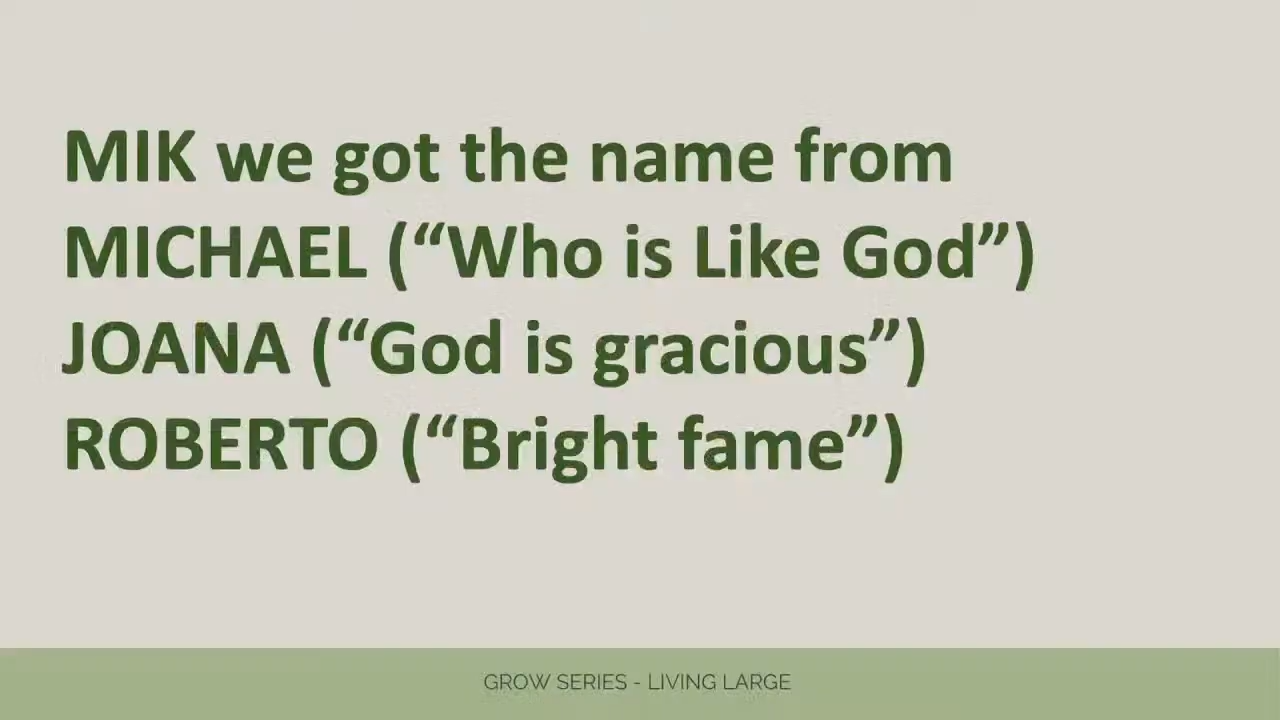 MIK we got the name from
MICHAEL (“Who is Like God”)
JOANA (“God is gracious”)
ROBERTO (“Bright fame”)
GROW SERIES - LIVING LARGE